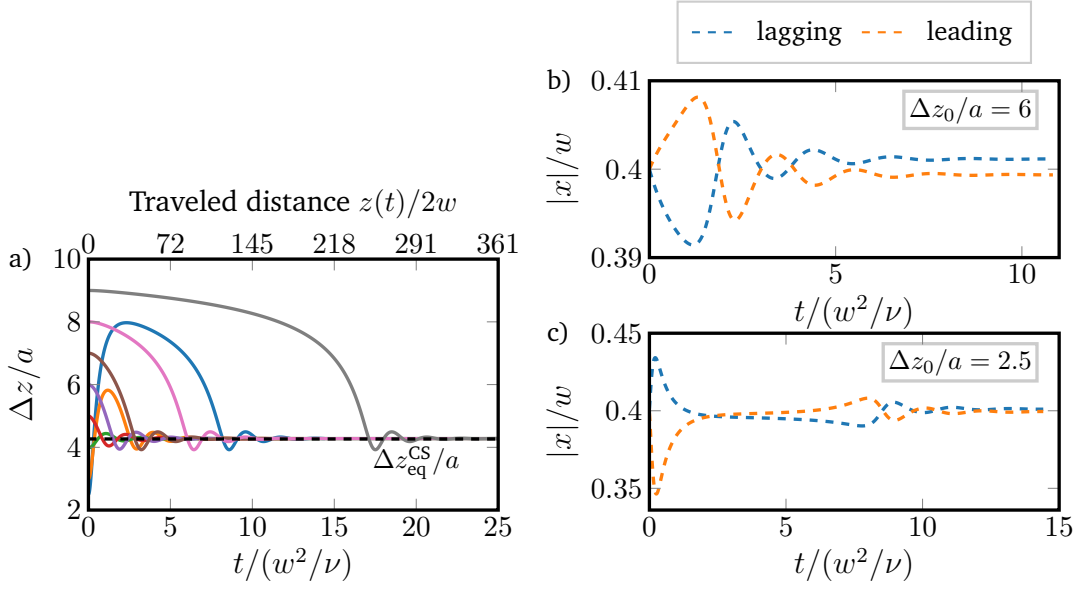 lagging leading
b)
0.41
0.4
0.39
|x|/w
Δz₀/a = 6
0 5 10
t/(w²/ν)
Traveled distance z(t)/2w
0 72 145 218 291 361
a)
10
8
6
4
2
Δz/a
Δz_eq^CS/a
0 5 10 15 20 25
t/(w²/ν)
c)
0.45
0.4
0.35
|x|/w
Δz₀/a = 2.5
0 5 10 15
t/(w²/ν)